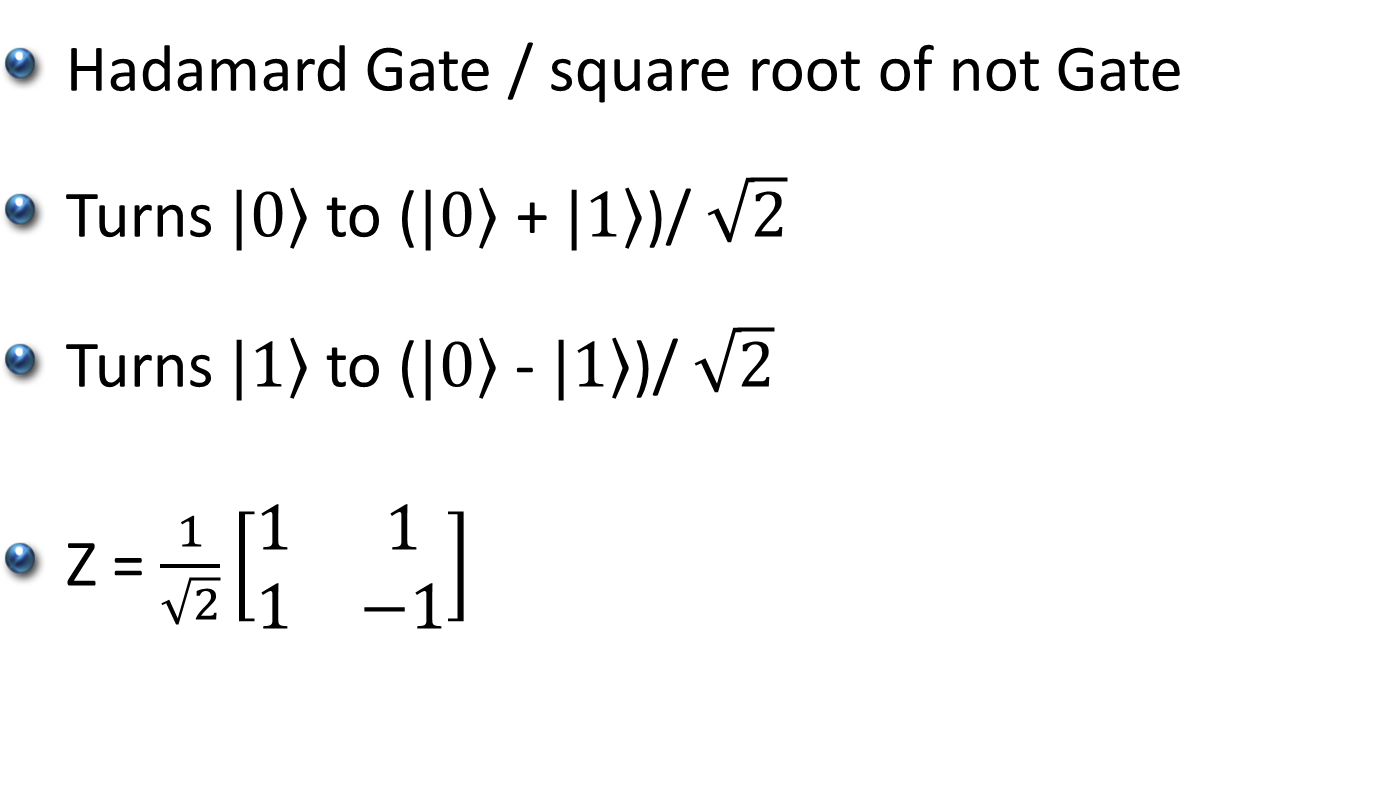 Hadamard Gate / square root of not Gate
Turns |0⟩ to (|0⟩ + |1⟩)/ √2
Turns |1⟩ to (|0⟩ - |1⟩)/ √2
Z = 1/√2 [1 1; 1 −1]